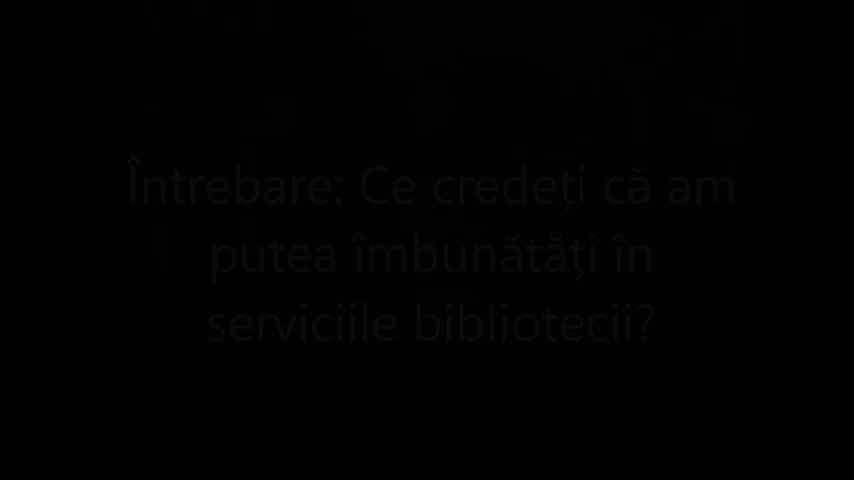 Întrebare: Ce credeți că am
putea îmbunătăți în
serviciile bibliotecii?